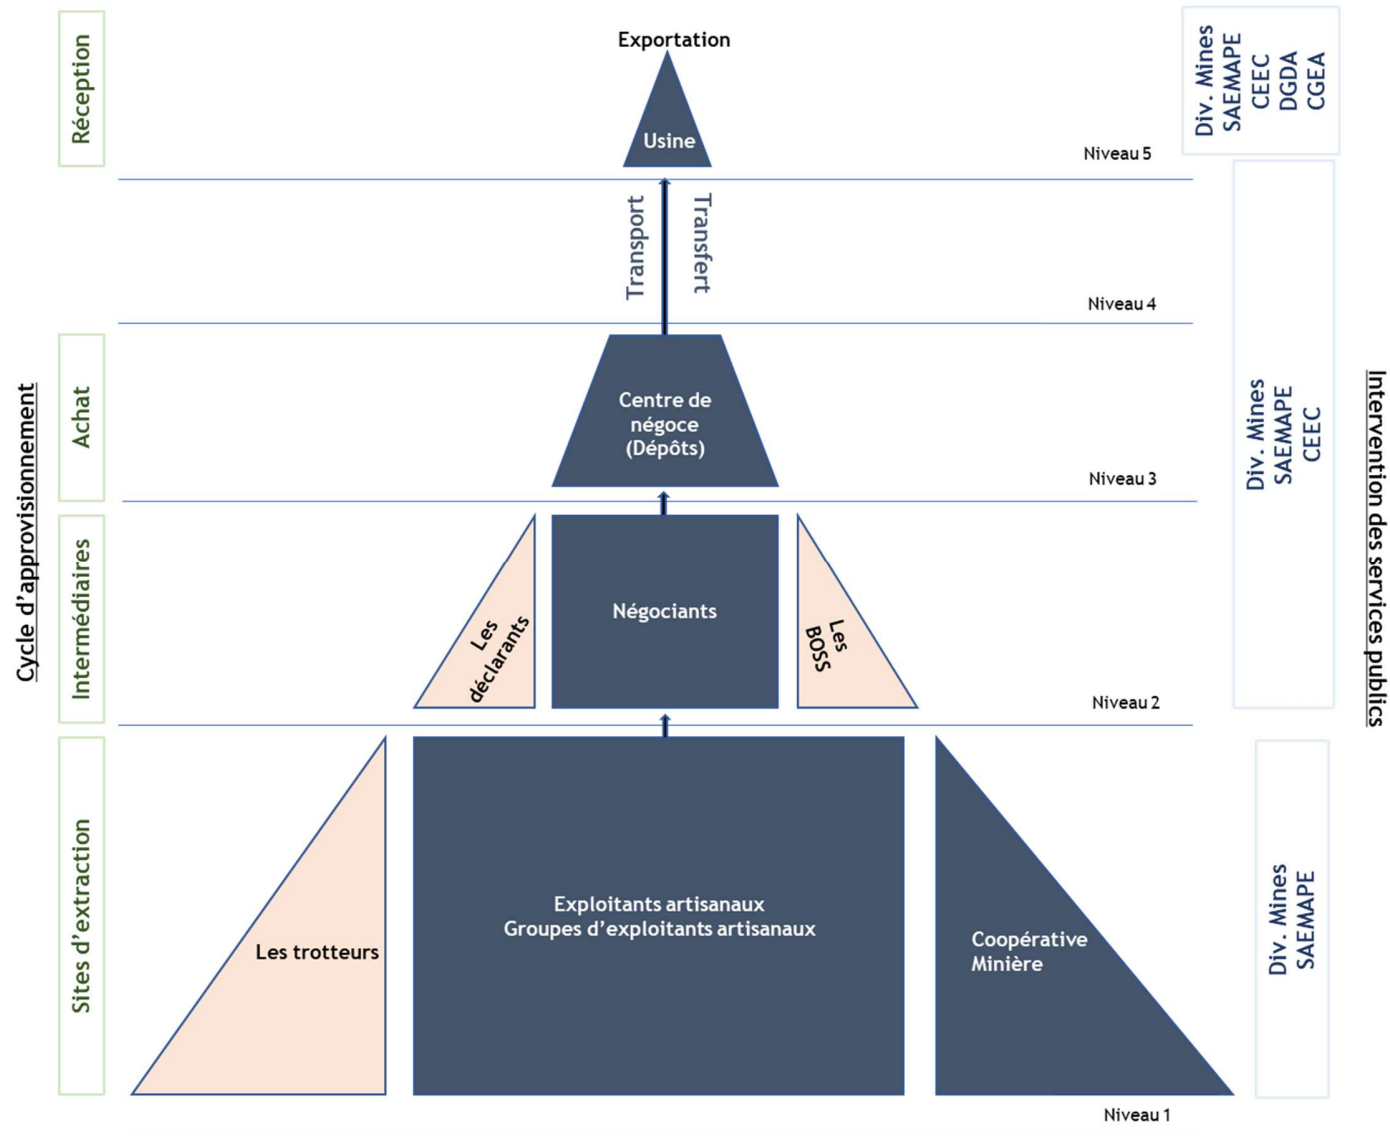 Exportation
Usine
Réception
Div. Mines
SAEMAPE
CEEC
DGDA
CGEA
Niveau 5
Transport
Transfert
Niveau 4
Achat
Centre de
négoce
(Dépôts)
Niveau 3
Div. Mines
SAEMAPE
CEEC
Cycle d'approvisionnement
Intervention des services publics
Intermédiaires
Les
déclarants
Négociants
Les
BOSS
Niveau 2
Sites d'extraction
Les trotteurs
Exploitants artisanaux
Groupes d'exploitants artisanaux
Coopérative
Minière
Div. Mines
SAEMAPE
Niveau 1